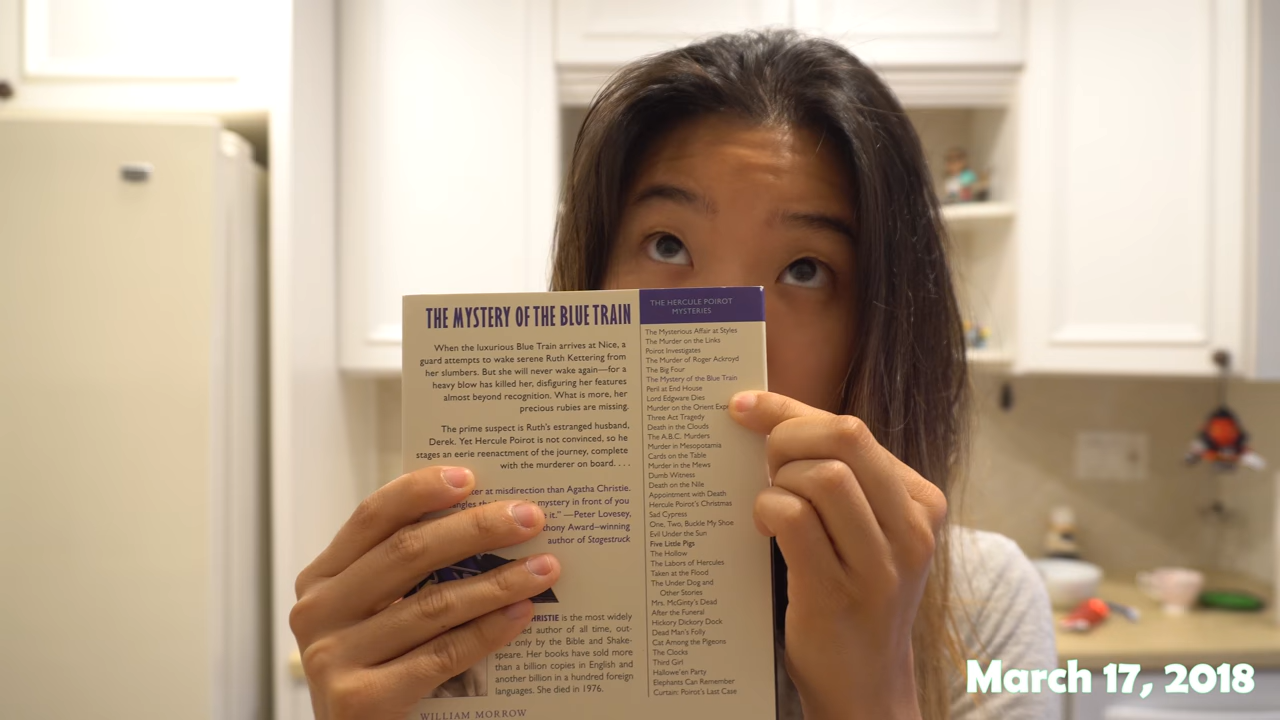 THE MYSTERY OF THE BLUE TRAIN
When the luxurious Blue Train arrives at Nice, a
guard attempts to wake serene Ruth Kettering from
her slumbers. But she will never wake again—for a
heavy blow has killed her, disfiguring her features
almost beyond recognition. What is more, her
precious rubies are missing.
The prime suspect is Ruth's estranged husband,
Derek. Yet Hercule Poirot is not convinced, so he
stages an eerie reenactment of the journey, complete
with the murderer on board. . . .
at misdirection than Agatha Christie.
mystery in front of you
it." —Peter Lovesey,
Award–winning
author of Stagestruck
is the most widely
author of all time, out-
only by the Bible and Shake-
speare. Her books have sold more
than a billion copies in English and
another billion in a hundred foreign
languages. She died in 1976.
WILLIAM MORROW
THE HERCULE POIROT
MYSTERIES
The Mysterious Affair at Styles
The Murder on the Links
Poirot Investigates
The Murder of Roger Ackroyd
The Big Four
The Mystery of the Blue Train
Peril at End House
Lord Edgware Dies
Murder on the Orient
Three Act Tragedy
Death in the Clouds
The A.B.C. Murders
Murder in Mesopotamia
Cards on the Table
Murder in the Mews
Dumb Witness
Death on the Nile
Appointment with Death
Hercule Poirot's Christmas
Sad Cypress
One, Two, Buckle My Shoe
Evil Under the Sun
Five Little Pigs
The Hollow
The Labors of Hercules
Taken at the Flood
The Under Dog and
Other Stories
Mrs. McGinty's Dead
After the Funeral
Hickory Dickory Dock
Dead Man's Folly
Cat Among the Pigeons
The Clocks
Third Girl
Hallowe'en Party
Elephants Can Remember
Curtain: Poirot's Last Case
March 17, 2018